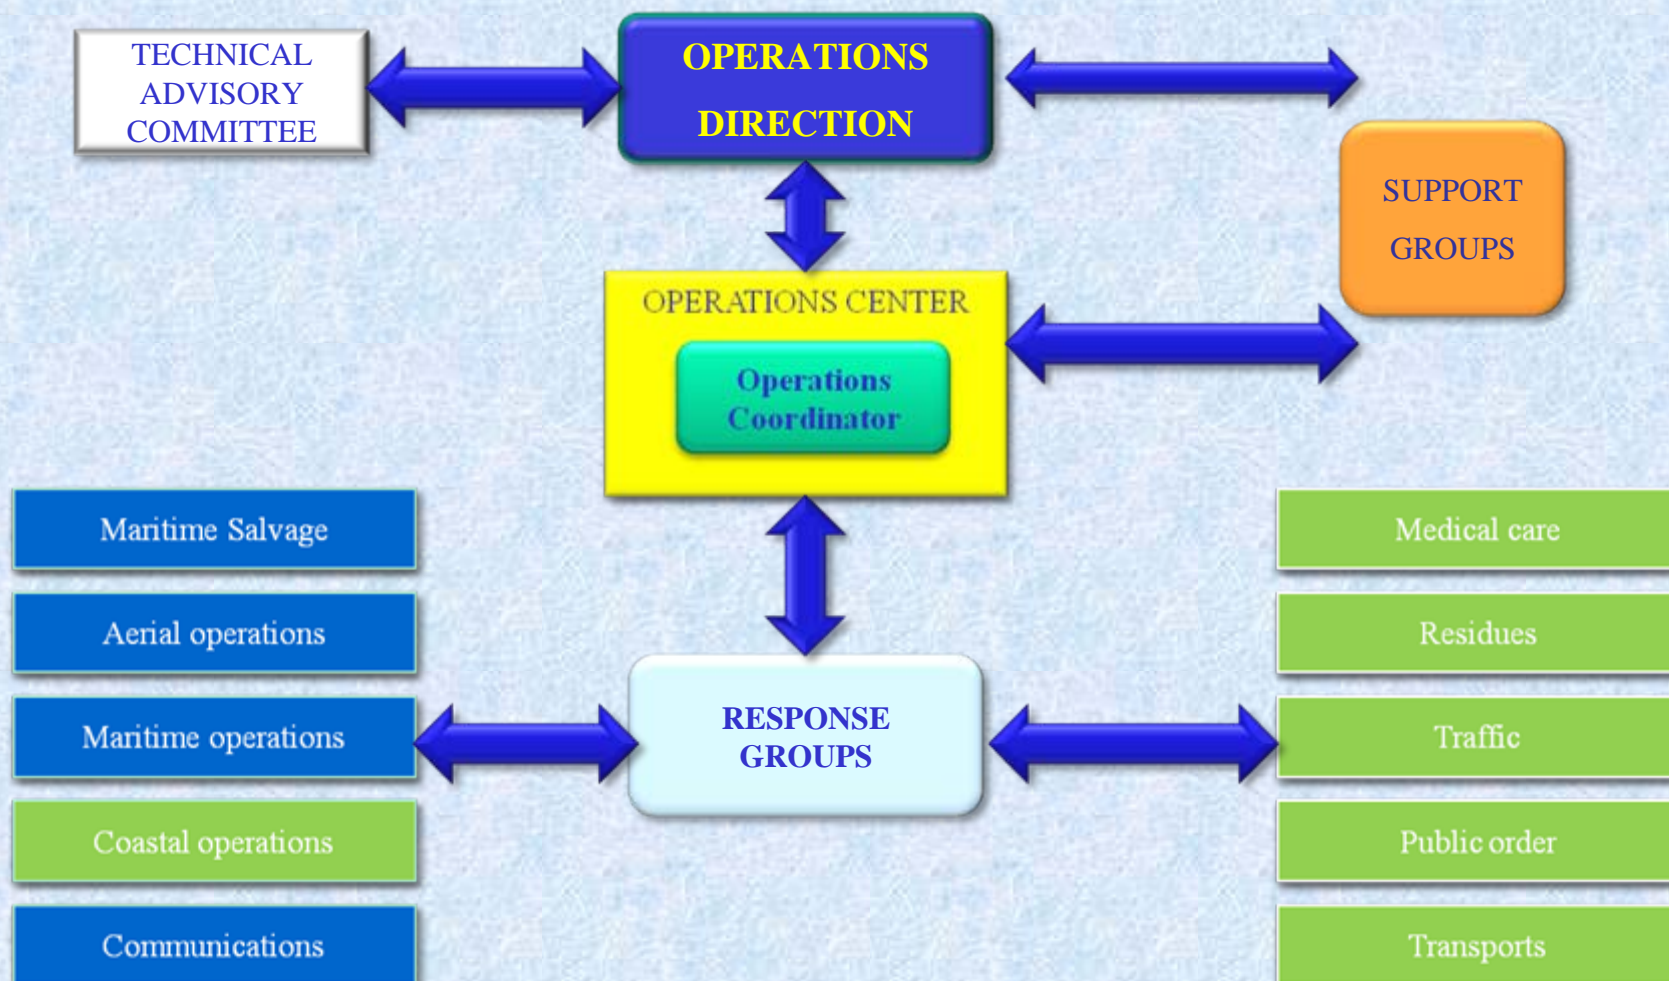 TECHNICAL
ADVISORY
COMMITTEE
OPERATIONS
DIRECTION
SUPPORT
GROUPS
OPERATIONS CENTER
Operations
Coordinator
Maritime Salvage
Aerial operations
Maritime operations
Coastal operations
Communications
RESPONSE
GROUPS
Medical care
Residues
Traffic
Public order
Transports